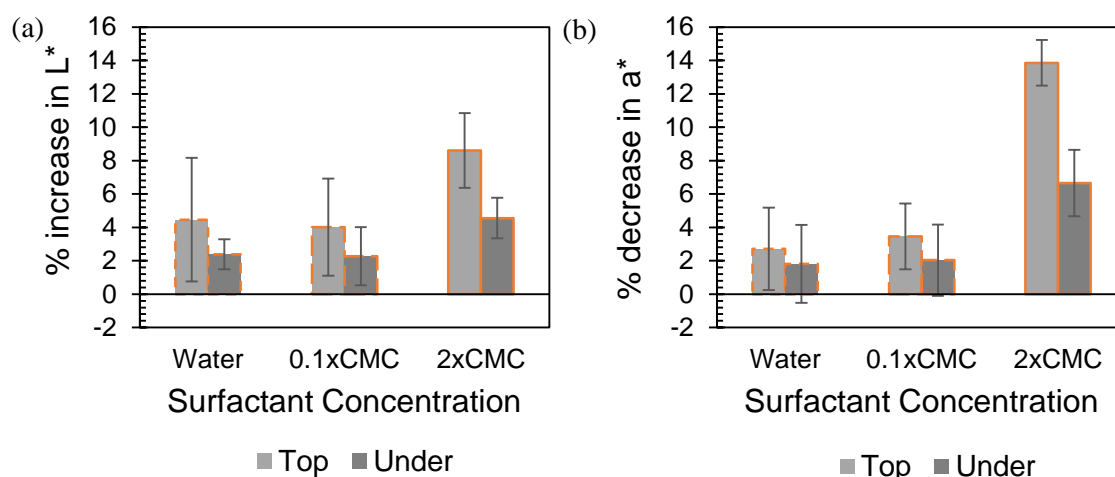 (a)
% increase in L*
16
14
12
10
8
6
4
2
0
-2
Water 0.1xCMC 2xCMC
Surfactant Concentration
Top Under
(b)
% decrease in a*
16
14
12
10
8
6
4
2
0
-2
Water 0.1xCMC 2xCMC
Surfactant Concentration
Top Under